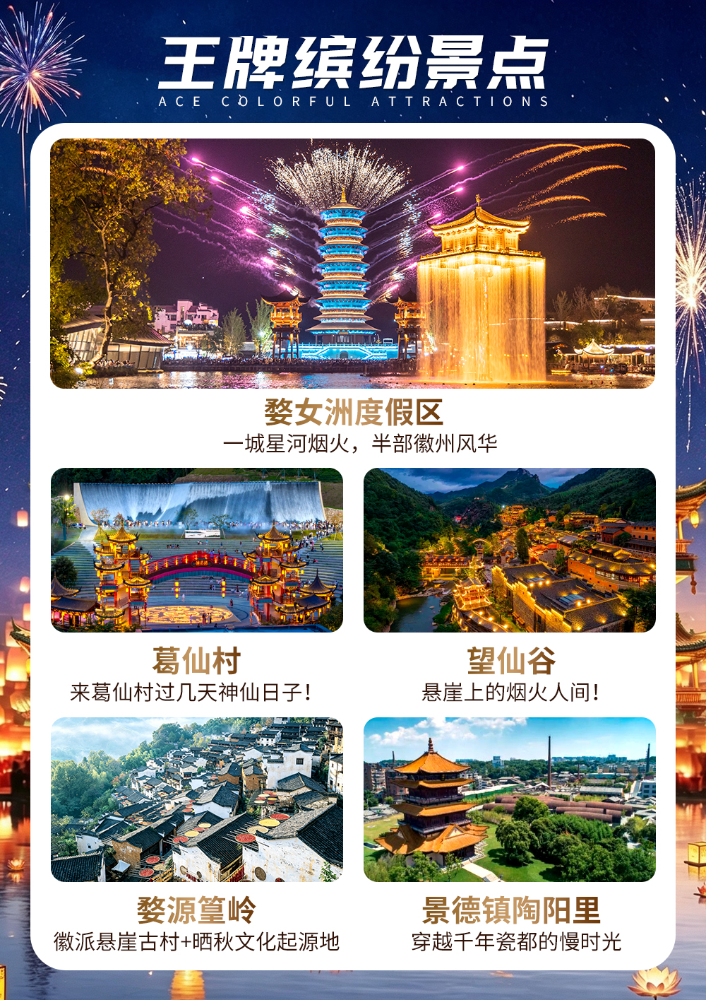 王牌缤纷景点
ACE COLORFUL ATTRACTIONS
婺女洲度假区
一城星河烟火，半部徽州风华
葛仙村
来葛仙村过几天神仙日子！
望仙谷
悬崖上的烟火人间！
婺源篁岭
徽派悬崖古村+晒秋文化起源地
景德镇陶阳里
穿越千年瓷都的慢时光